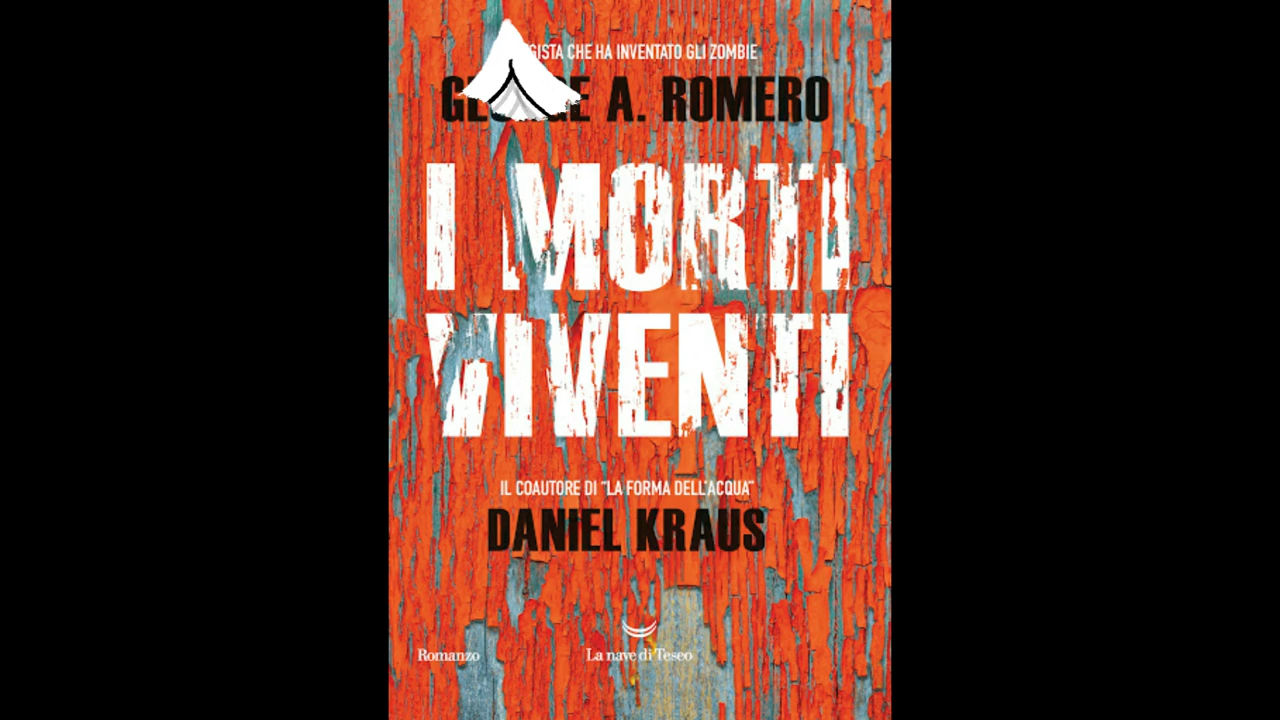 CHE HA INVENTATO GLI ZOMBIE
A. ROMERO
I MORTI
VIVENTI
IL COAUTORE DI "LA FORMA DELL'ACQUA"
DANIEL KRAUS
La nave di Teseo
Romanzo